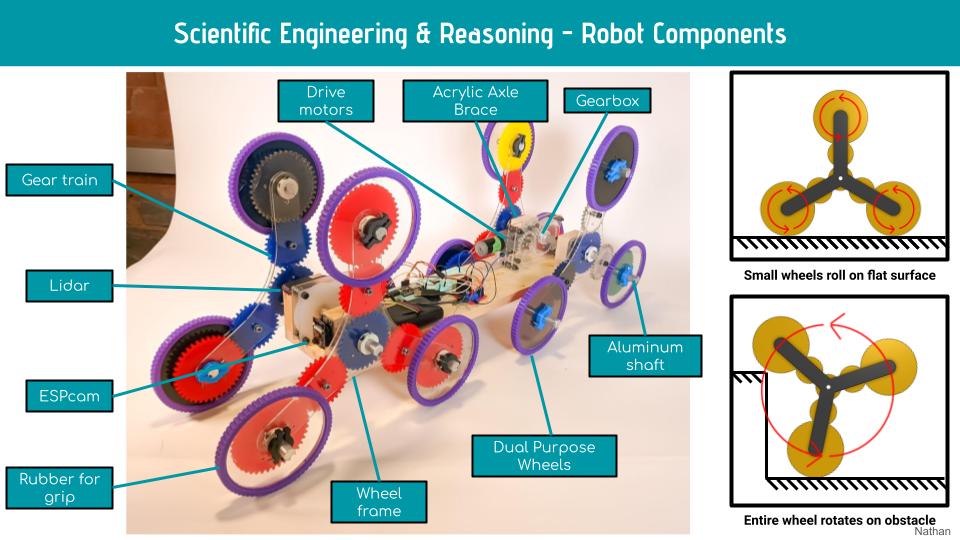 Scientific Engineering & Reasoning - Robot Components
Drive
motors
Acrylic Axle
Brace
Gearbox
Gear train
Lidar
ESPcam
Rubber for
grip
Wheel
frame
Dual Purpose
Wheels
Aluminum
shaft
Small wheels roll on flat surface
Entire wheel rotates on obstacle
Nathan